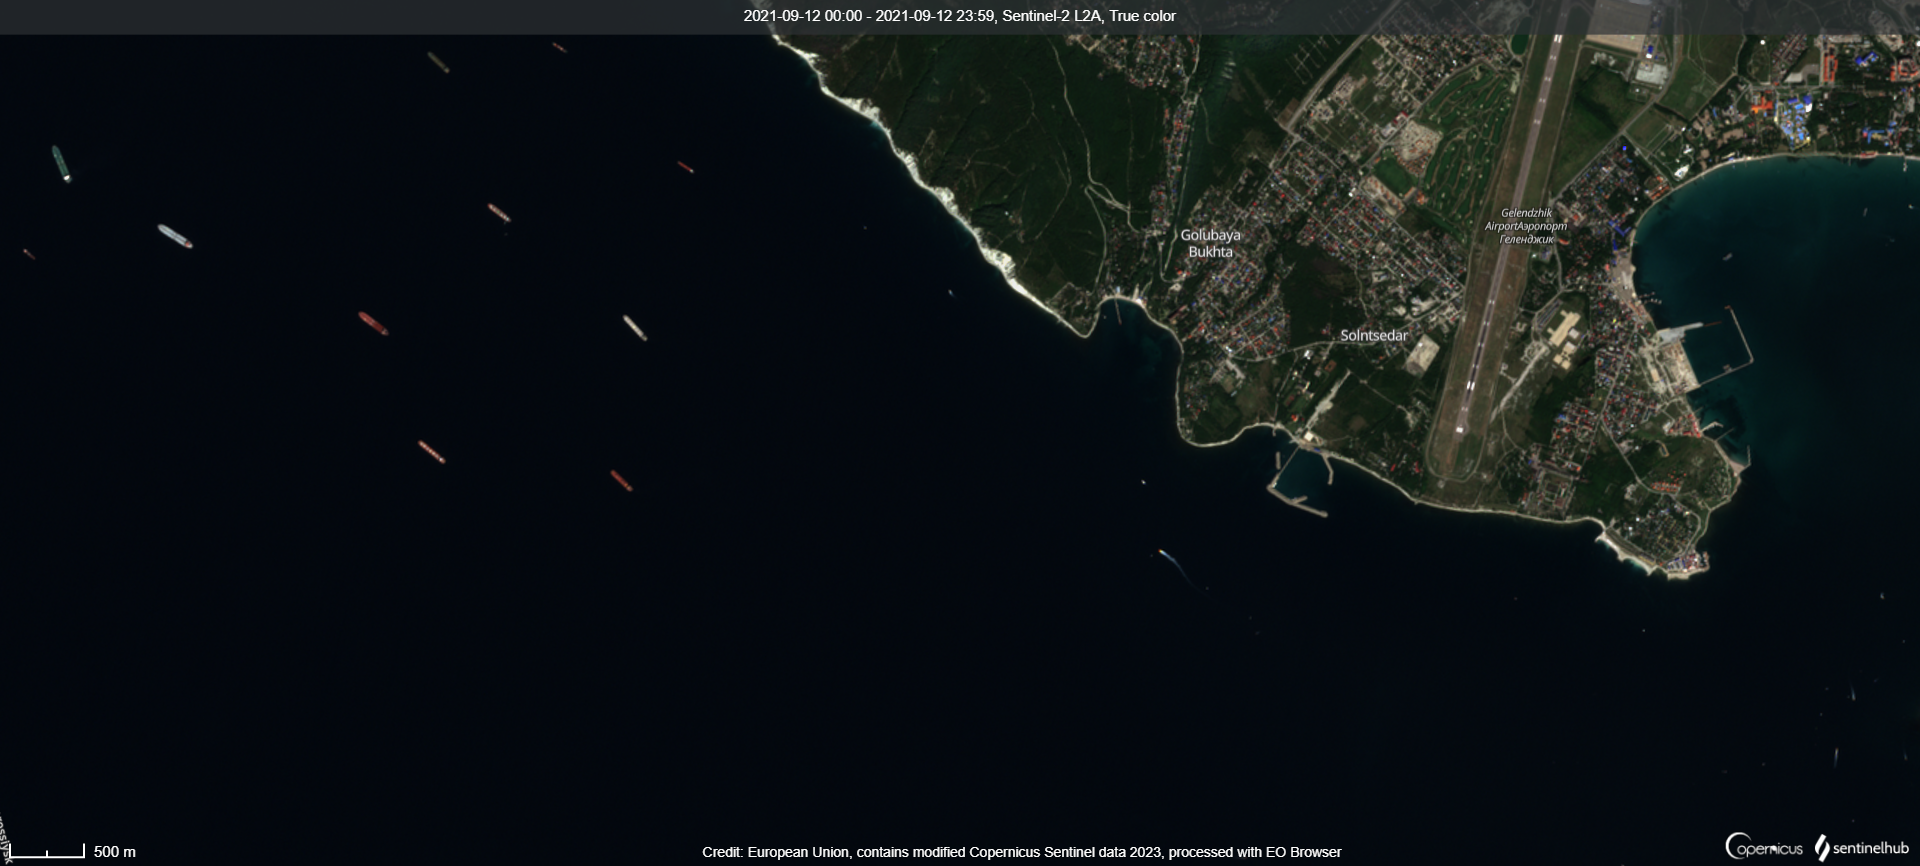 2021-09-12 00:00 - 2021-09-12 23:59, Sentinel-2 L2A, True color
Gelendzhik
AirportАэропорт
Геленджик
Golubaya
Bukhta
Solntsedar
500 m
Credit: European Union, contains modified Copernicus Sentinel data 2023, processed with EO Browser
Copernicus
sentinelhub